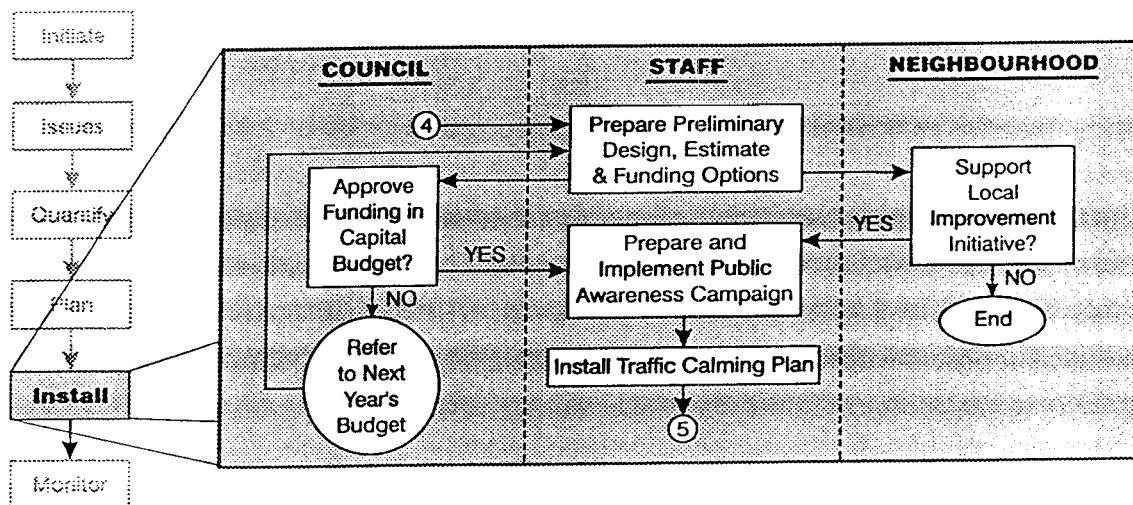 Initiate
Issues
Quantify
Plan
Install
Monitor
COUNCIL
STAFF
NEIGHBOURHOOD
4
Prepare Preliminary
Design, Estimate
& Funding Options
Approve
Funding in
Capital
Budget?
YES
NO
Refer
to Next
Year's
Budget
Prepare and
Implement Public
Awareness Campaign
Install Traffic Calming Plan
5
Support
Local
Improvement
Initiative?
YES
NO
End